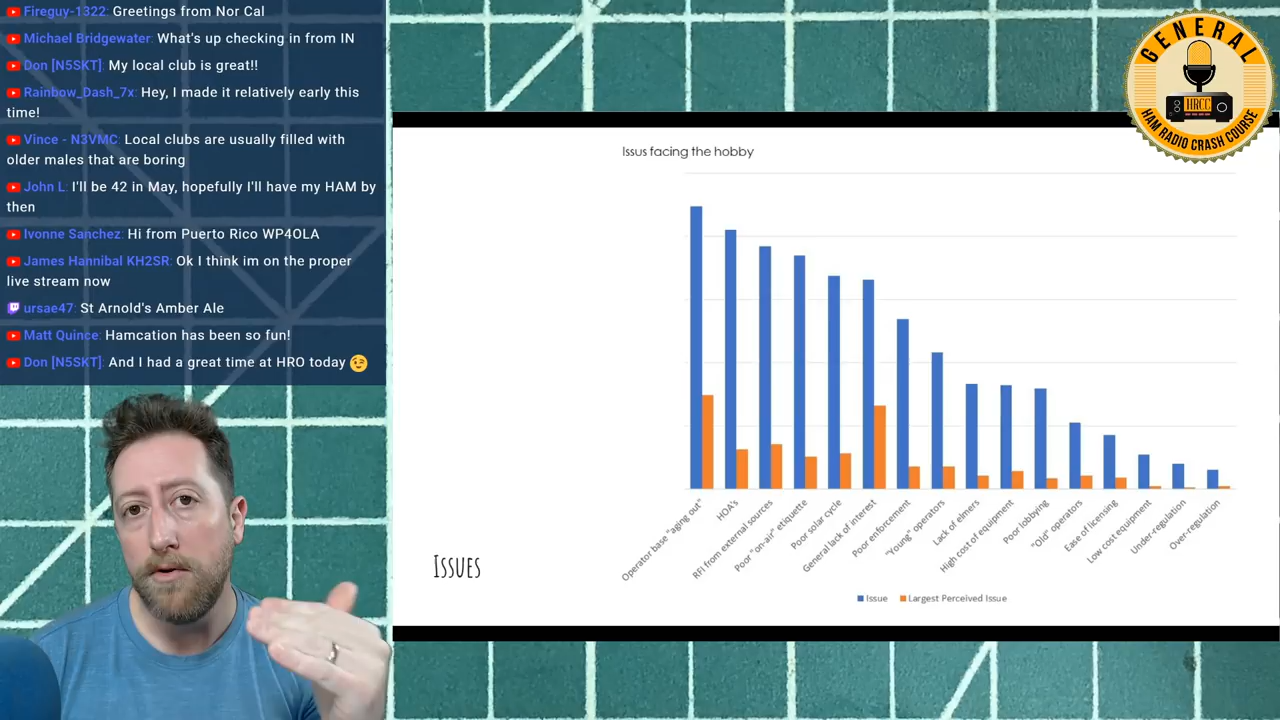 Fireguy-1322: Greetings from Nor Cal
Michael Bridgewater: What's up checking in from IN
Don [N5SKT]: My local club is great!!
Rainbow_Dash_7x: Hey, I made it relatively early this
time!
Vince - N3VMC: Local clubs are usually filled with
older males that are boring
John L: I'll be 42 in May, hopefully I'll have my HAM by
then
Ivonne Sanchez: Hi from Puerto Rico WP4OLA
James Hannibal KH2SR: Ok I think im on the proper
live stream now
ursae47: St Arnold's Amber Ale
Matt Quince: Hamcation has been so fun!
Don [N5SKT]: And I had a great time at HRO today 😉
GENERAL
HRCC
HAM RADIO CRASH COURSE
Issus facing the hobby
Operator base "aging out"
HOA's
RFI from external sources
Poor "on-air" etiquette
Poor solar cycle
General lack of interest
Poor enforcement
"Young" operators
Lack of elmers
High cost of equipment
Poor lobbying
"Old" operators
Ease of licensing
Low cost equipment
Under-regulation
Over-regulation
Issue
Largest Perceived Issue
Issues